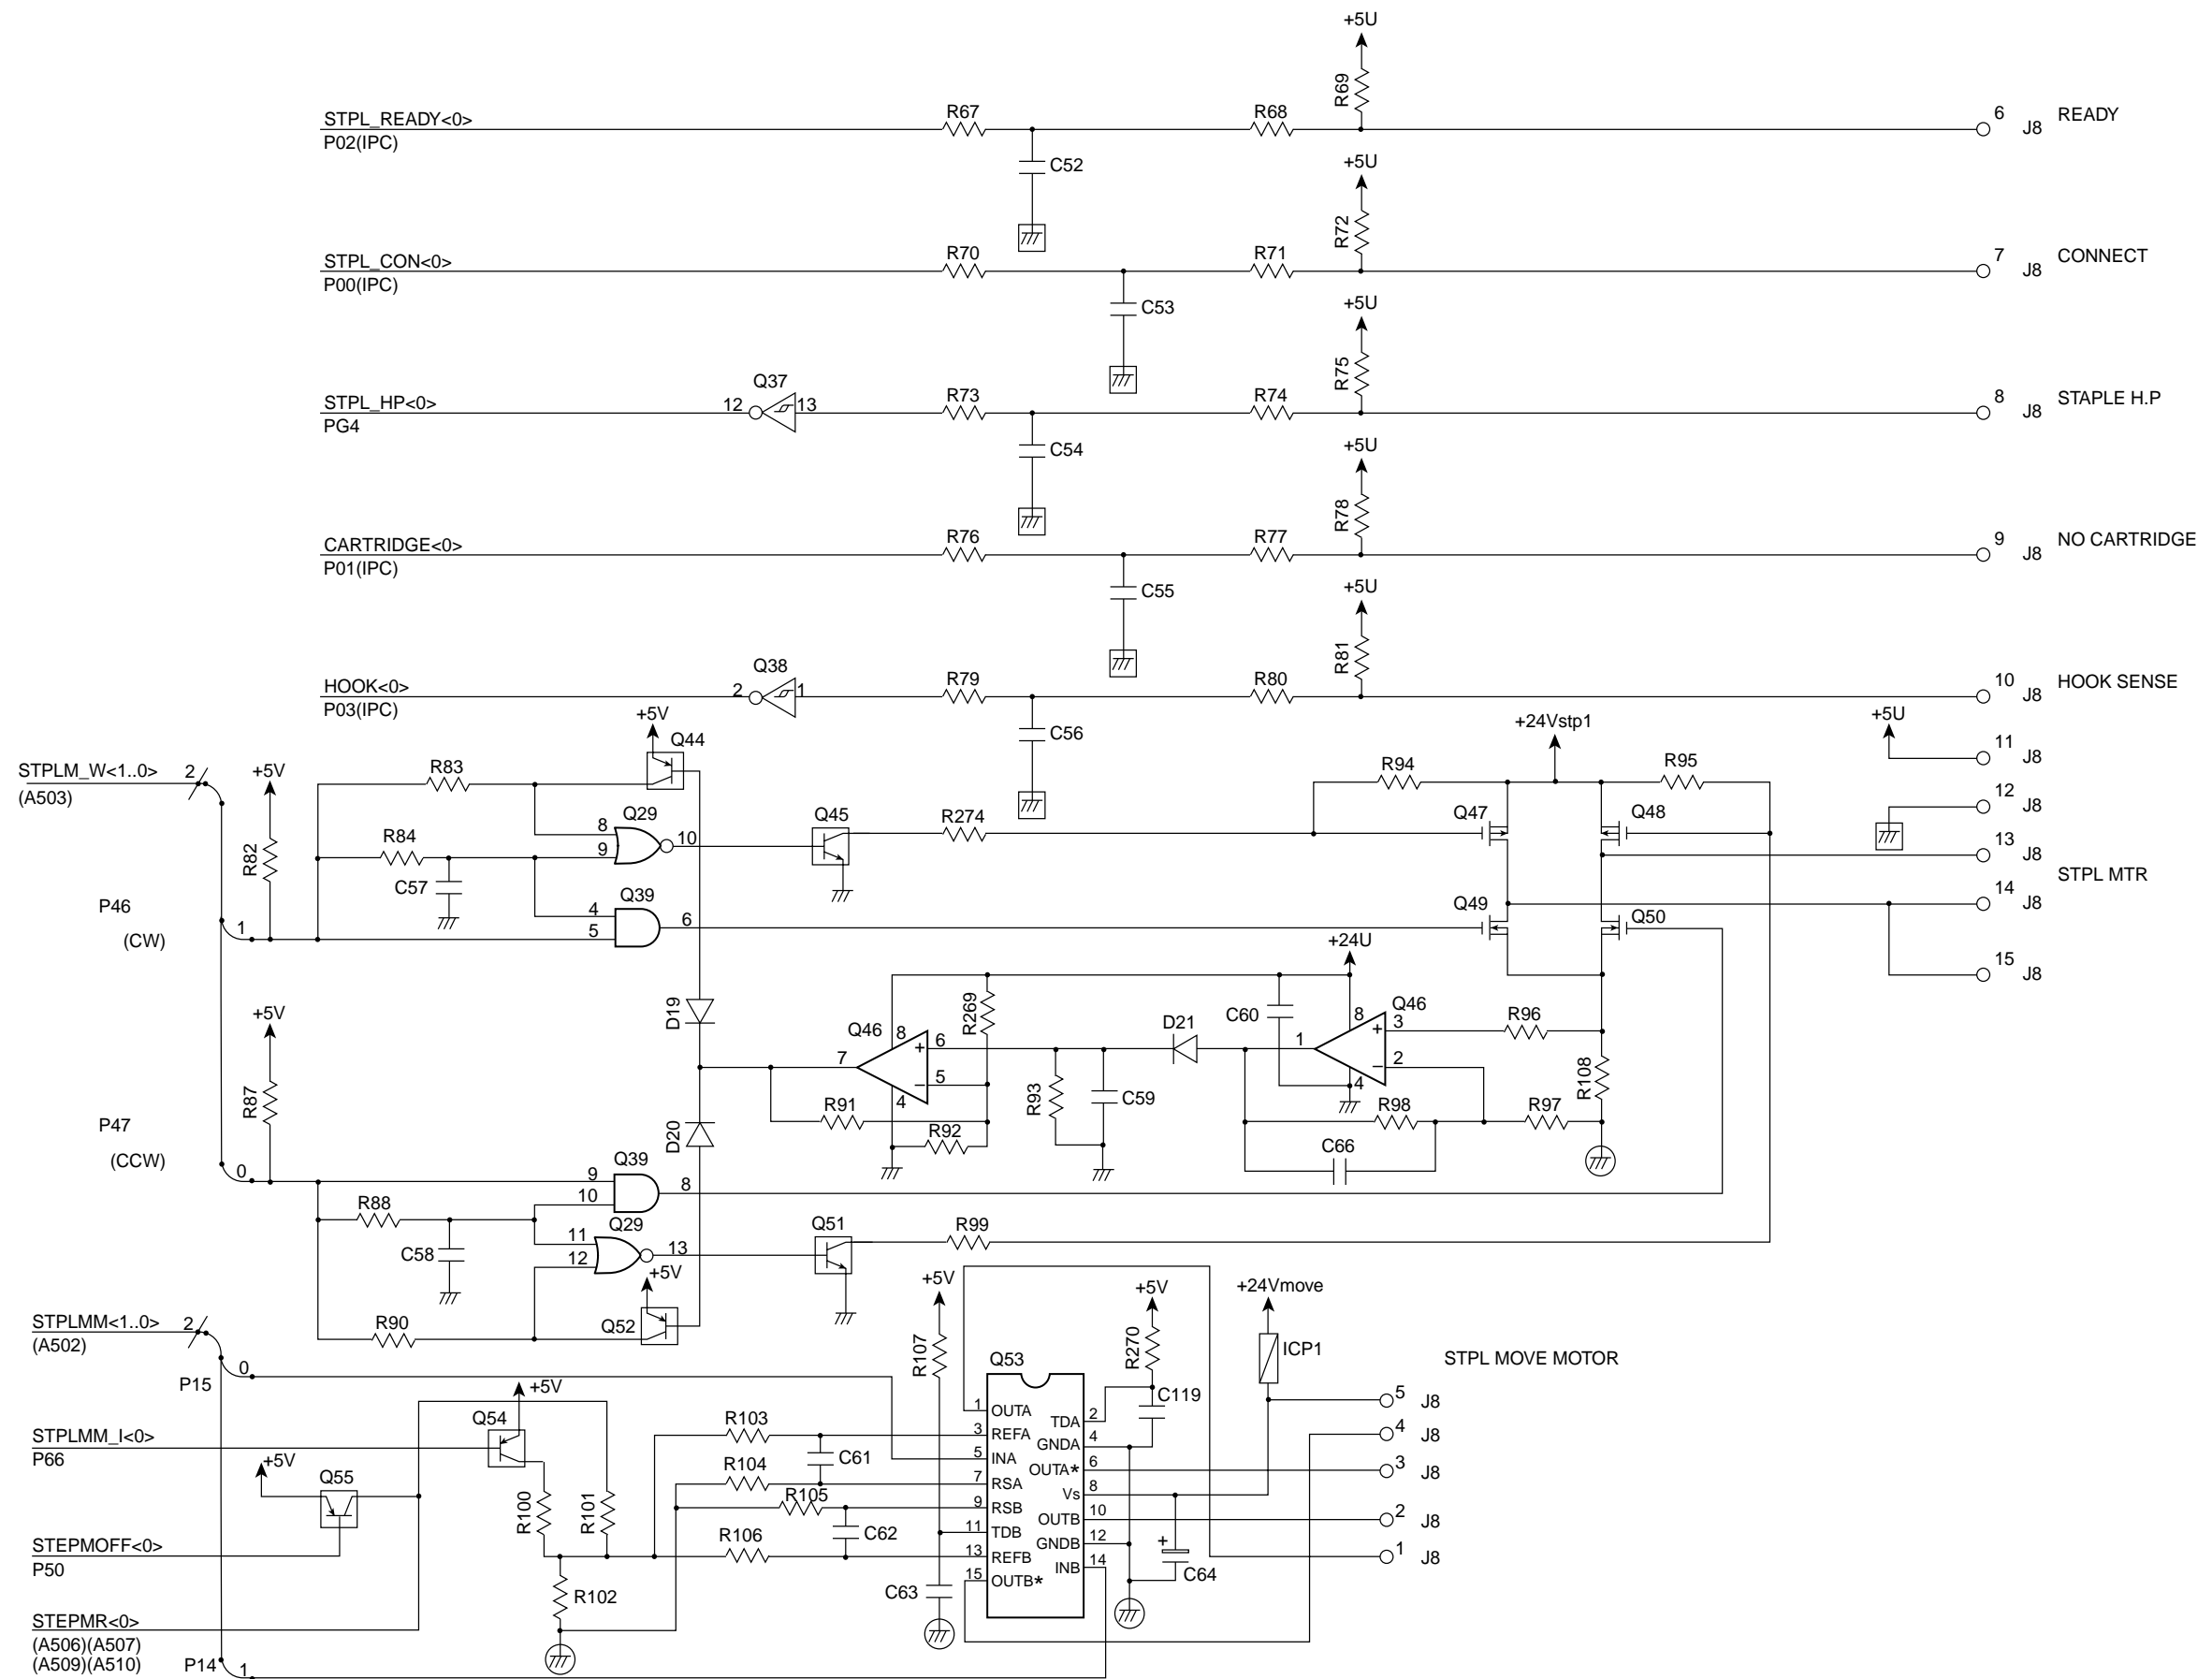 +5U
R69
STPL_READY<0>
P02(IPC)
R67
R68
C52
6
J8
READY
+5U
R72
STPL_CON<0>
P00(IPC)
R70
R71
C53
7
J8
CONNECT
+5U
R75
STPL_HP<0>
PG4
Q37
12
13
R73
R74
C54
8
J8
STAPLE H.P
+5U
R78
CARTRIDGE<0>
P01(IPC)
R76
R77
C55
9
J8
NO CARTRIDGE
+5U
R81
HOOK<0>
P03(IPC)
Q38
2
1
R79
R80
C56
10
J8
HOOK SENSE
STPLM_W<1..0>
(A503)
2
+5V
R82
R83
R84
C57
+5V
Q44
Q29
8
9
10
Q45
R274
Q39
4
5
6
P46
(CW)
1
+24Vstp1
R94
R95
Q47
Q48
Q49
Q50
+5U
11
J8
12
J8
13
J8
STPL MTR
14
J8
15
J8
+5V
R87
P47
(CCW)
0
D19
D20
Q46
7
8
4
+
6
−
5
R269
R91
R92
R93
C59
D21
C60
+24U
Q46
1
8
4
+
3
−
2
R96
R108
R98
R97
C66
Q39
9
10
8
R88
C58
Q29
11
12
13
Q51
R99
+5V
Q52
R90
STPLMM<1..0>
(A502)
2
P15
0
STPLMM_I<0>
P66
Q54
+5V
+5V
Q55
STEPMOFF<0>
P50
STEPMR<0>
(A506)(A507)
(A509)(A510)
P14
1
R100
R101
R102
R103
R104
R105
R106
C61
C62
C63
+5V
R107
Q53
1
OUTA
3
REFA
5
INA
7
RSA
9
RSB
11
TDB
13
REFB
15
OUTB*
TDA
2
GNDA
4
OUTA*
6
Vs
8
OUTB
10
GNDB
12
INB
14
+5V
R270
C119
+
C64
+24Vmove
ICP1
STPL MOVE MOTOR
5
J8
4
J8
3
J8
2
J8
1
J8